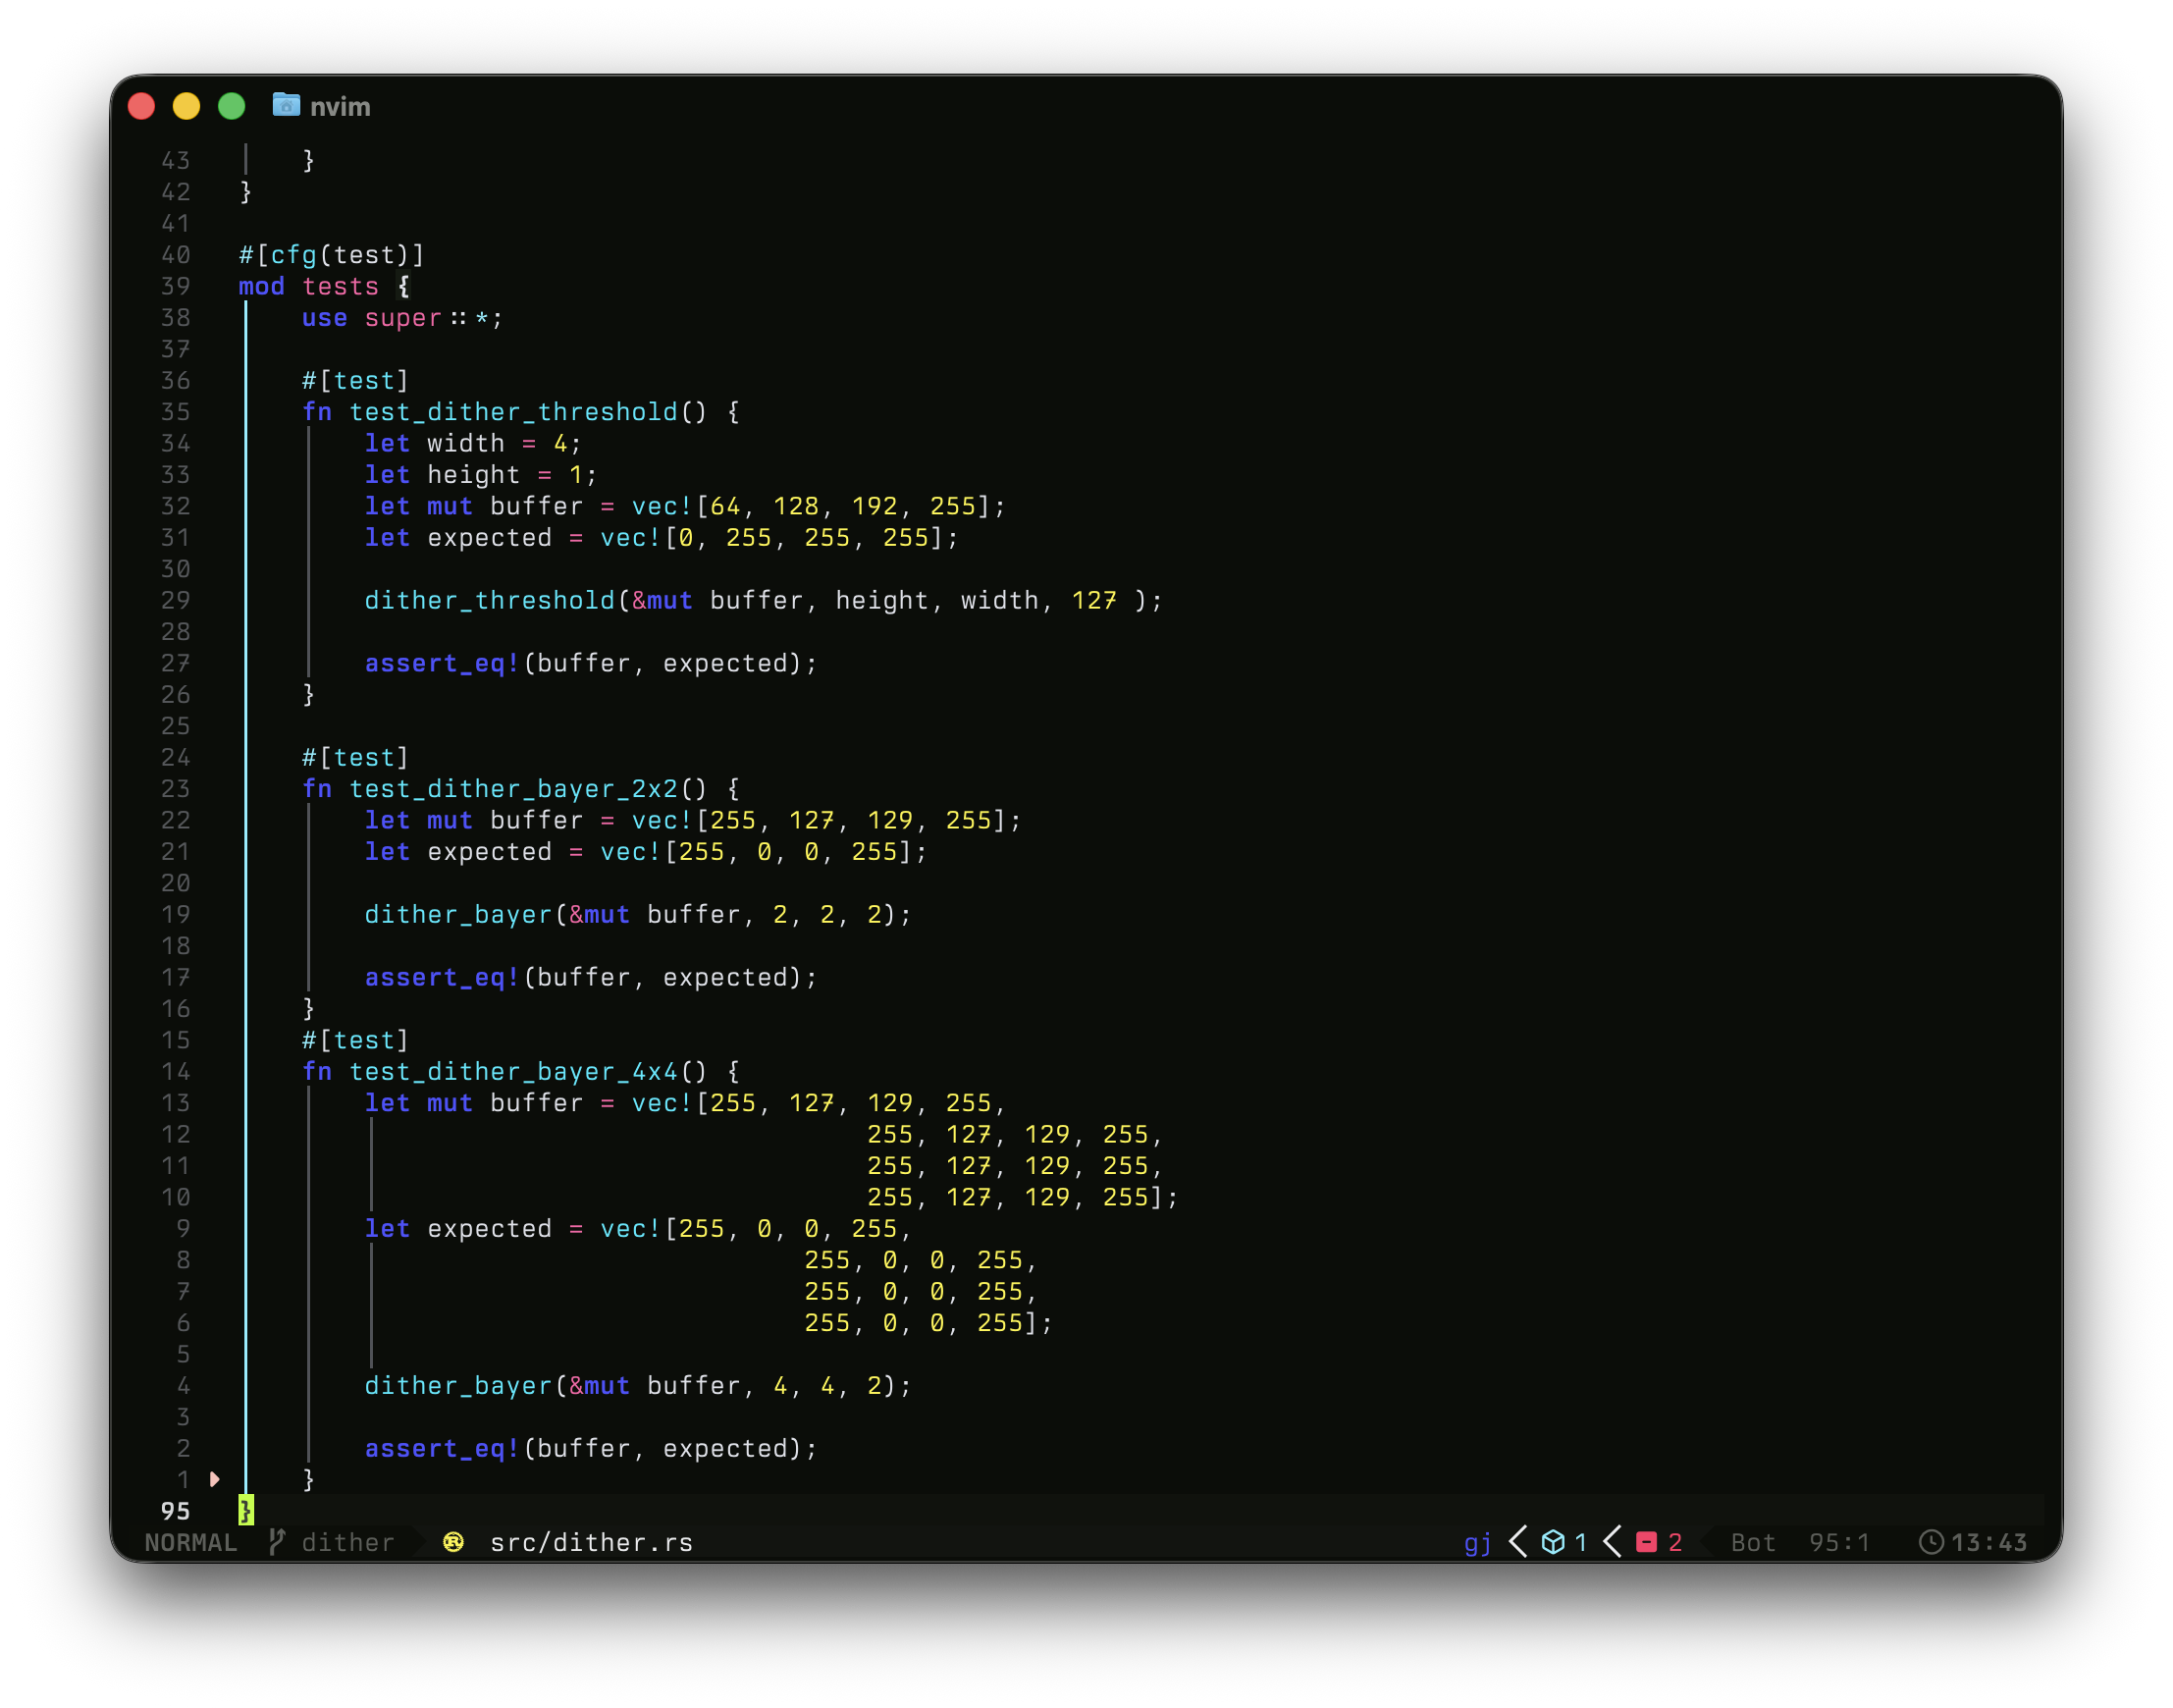 nvim
43 }
42 }
41
40 #[cfg(test)]
39 mod tests {
38     use super::*;
37
36     #[test]
35     fn test_dither_threshold() {
34         let width = 4;
33         let height = 1;
32         let mut buffer = vec![64, 128, 192, 255];
31         let expected = vec![0, 255, 255, 255];
30
29         dither_threshold(&mut buffer, height, width, 127 );
28
27         assert_eq!(buffer, expected);
26     }
25
24     #[test]
23     fn test_dither_bayer_2x2() {
22         let mut buffer = vec![255, 127, 129, 255];
21         let expected = vec![255, 0, 0, 255];
20
19         dither_bayer(&mut buffer, 2, 2, 2);
18
17         assert_eq!(buffer, expected);
16     }
15     #[test]
14     fn test_dither_bayer_4x4() {
13         let mut buffer = vec![255, 127, 129, 255,
12                                         255, 127, 129, 255,
11                                         255, 127, 129, 255,
10                                         255, 127, 129, 255];
9         let expected = vec![255, 0, 0, 255,
8                                     255, 0, 0, 255,
7                                     255, 0, 0, 255,
6                                     255, 0, 0, 255];
5
4         dither_bayer(&mut buffer, 4, 4, 2);
3
2         assert_eq!(buffer, expected);
1     }
95 }
NORMAL dither src/dither.rs gj 1 2 Bot 95:1 13:43